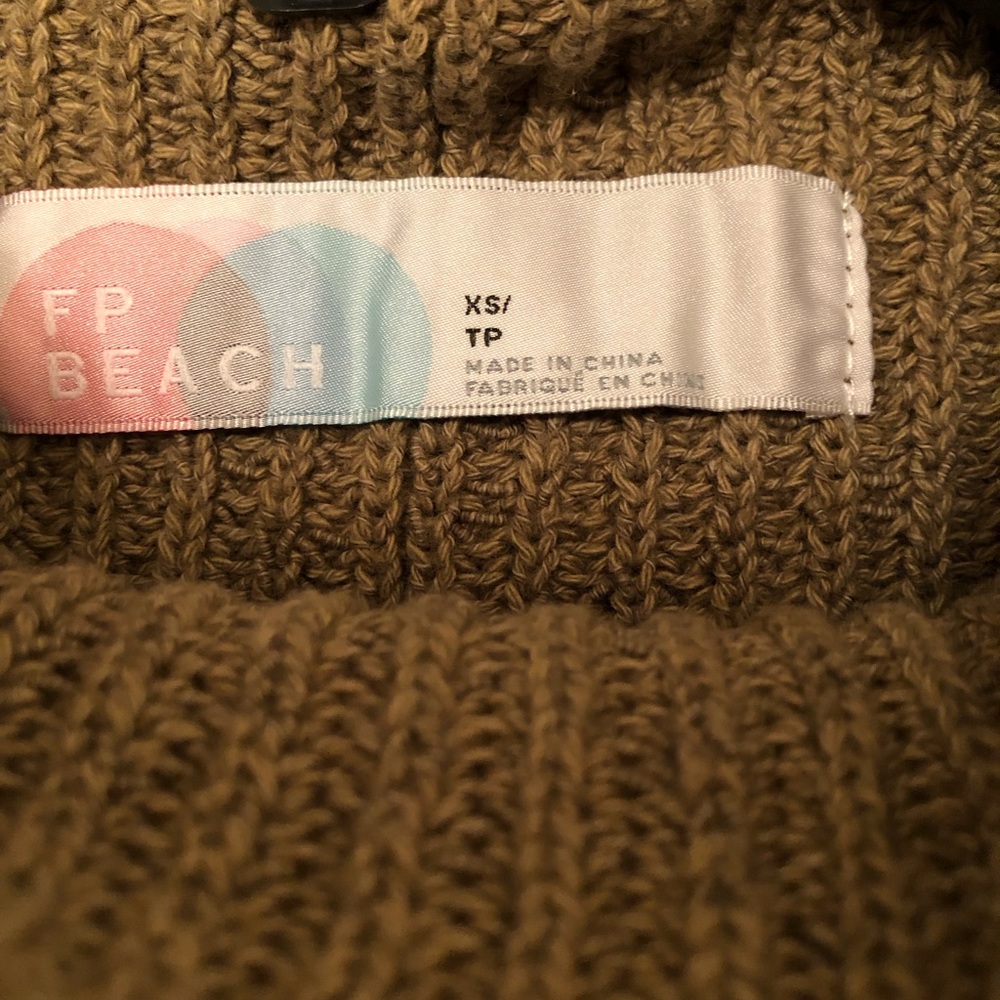 FP
BEACH
XS/
TP
MADE IN CHINA
FABRIQUÉ EN CHINE